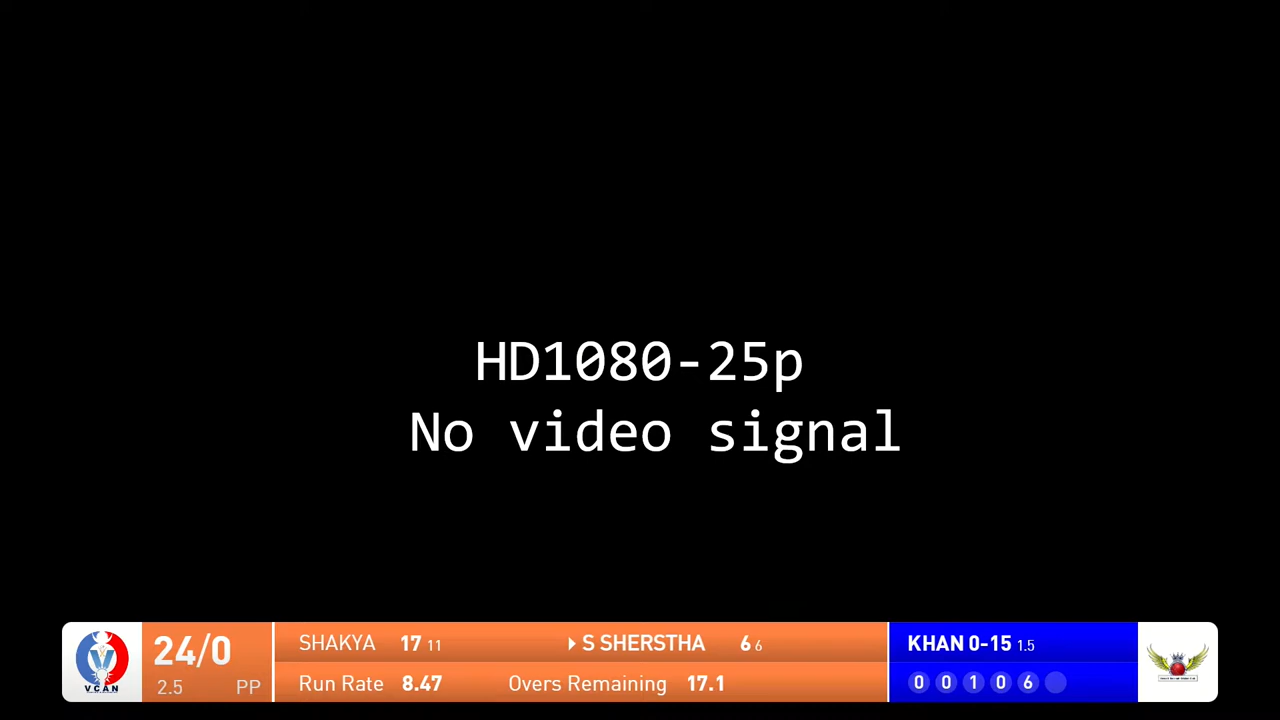 HD1080-25p
No video signal
VCAN
24/0
2.5 PP
SHAKYA 17 11
S SHERSTHA 6 6
Run Rate 8.47
Overs Remaining 17.1
KHAN 0-15 1.5
0 0 1 0 6